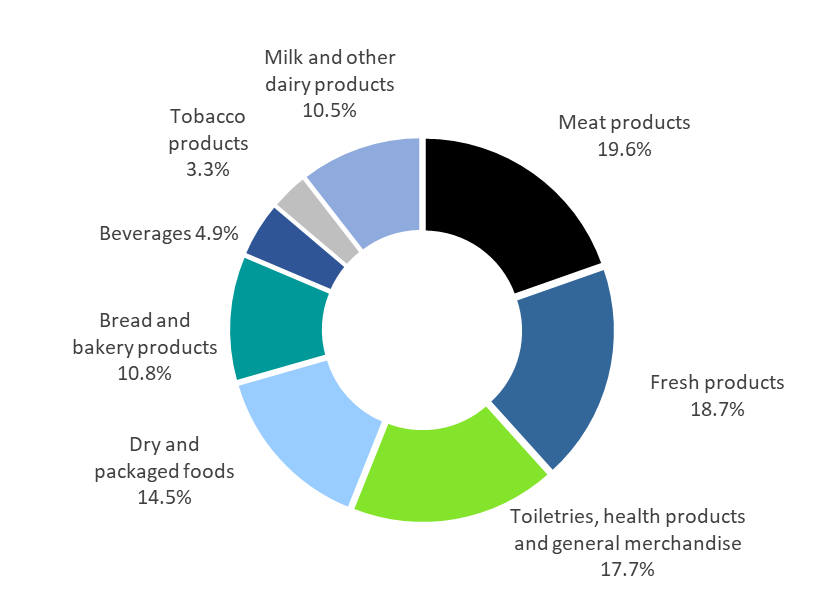 Milk and other
dairy products
10.5%
Meat products
19.6%
Tobacco
products
3.3%
Beverages 4.9%
Bread and
bakery products
10.8%
Fresh products
18.7%
Dry and
packaged foods
14.5%
Toiletries, health products
and general merchandise
17.7%